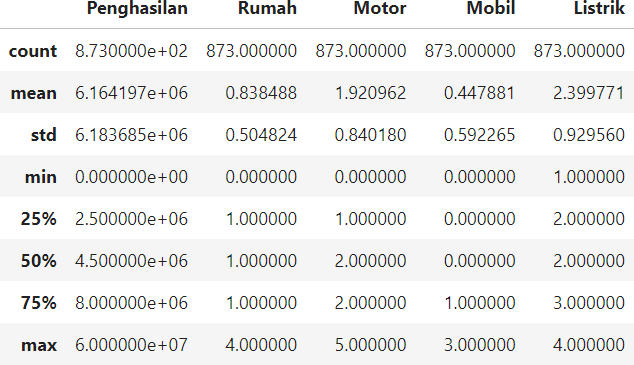 Penghasilan Rumah Motor Mobil Listrik
count 8.730000e+02 873.000000 873.000000 873.000000 873.000000
mean 6.164197e+06 0.838488 1.920962 0.447881 2.399771
std 6.183685e+06 0.504824 0.840180 0.592265 0.929560
min 0.000000e+00 0.000000 0.000000 0.000000 1.000000
25% 2.500000e+06 1.000000 1.000000 0.000000 2.000000
50% 4.500000e+06 1.000000 2.000000 0.000000 2.000000
75% 8.000000e+06 1.000000 2.000000 1.000000 3.000000
max 6.000000e+07 4.000000 5.000000 3.000000 4.000000